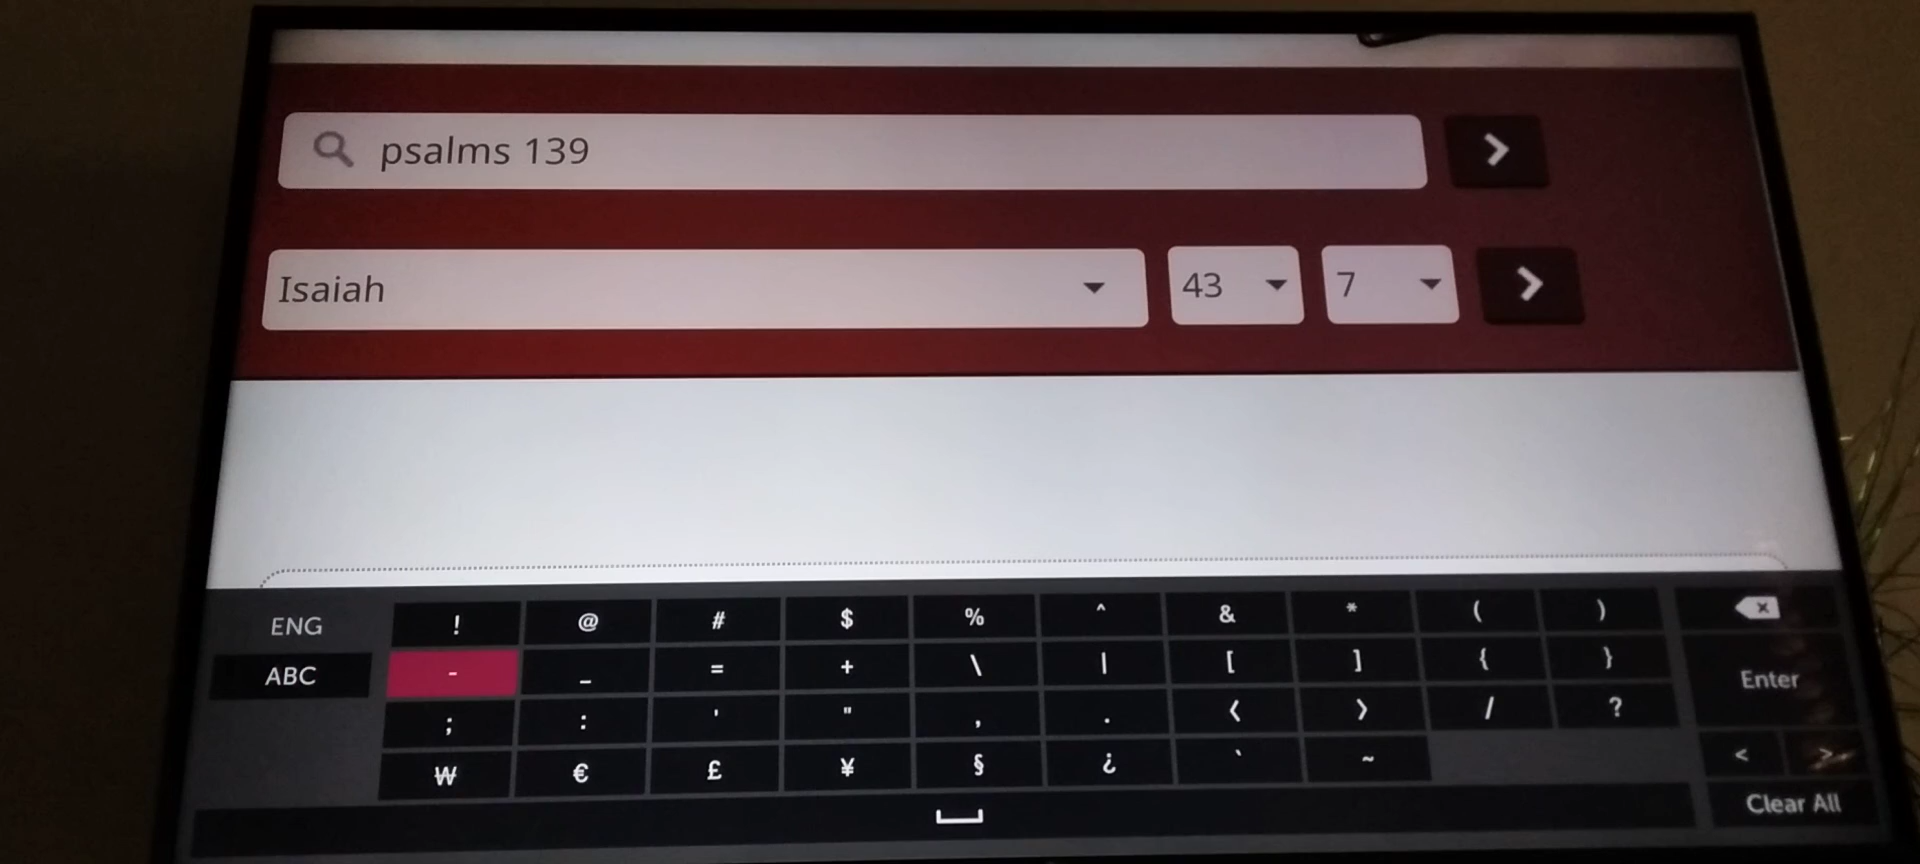 psalms 139
Isaiah 43 7
ENG ! @ # $ % ^ & * ( )
ABC - _ = + \ | [ ] { } Enter
; : ' " , . < > / ?
₩ € £ ¥ § ¿ ` ~ < >
Clear All